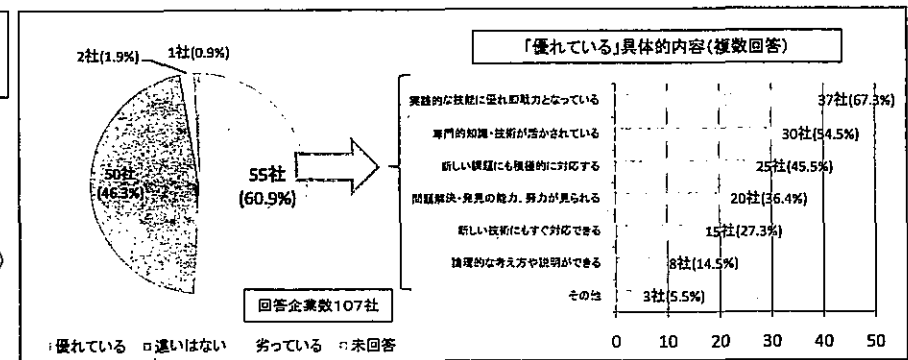 「優れている」具体的内容(複数回答)
2社(1.9%)
1社(0.9%)
50社
(46.3%)
55社
(60.9%)
実践的な技能に優れ即戦力となっている
37社(67.3%)
専門的知識・技術が活かされている
30社(54.5%)
新しい課題にも積極的に対応する
25社(45.5%)
問題解決・発見の能力、努力が見られる
20社(36.4%)
新しい技術にもすぐ対応できる
15社(27.3%)
論理的な考え方や説明ができる
8社(14.5%)
その他
3社(5.5%)
0 10 20 30 40 50
回答企業数107社
優れている 違いはない 劣っている 未回答